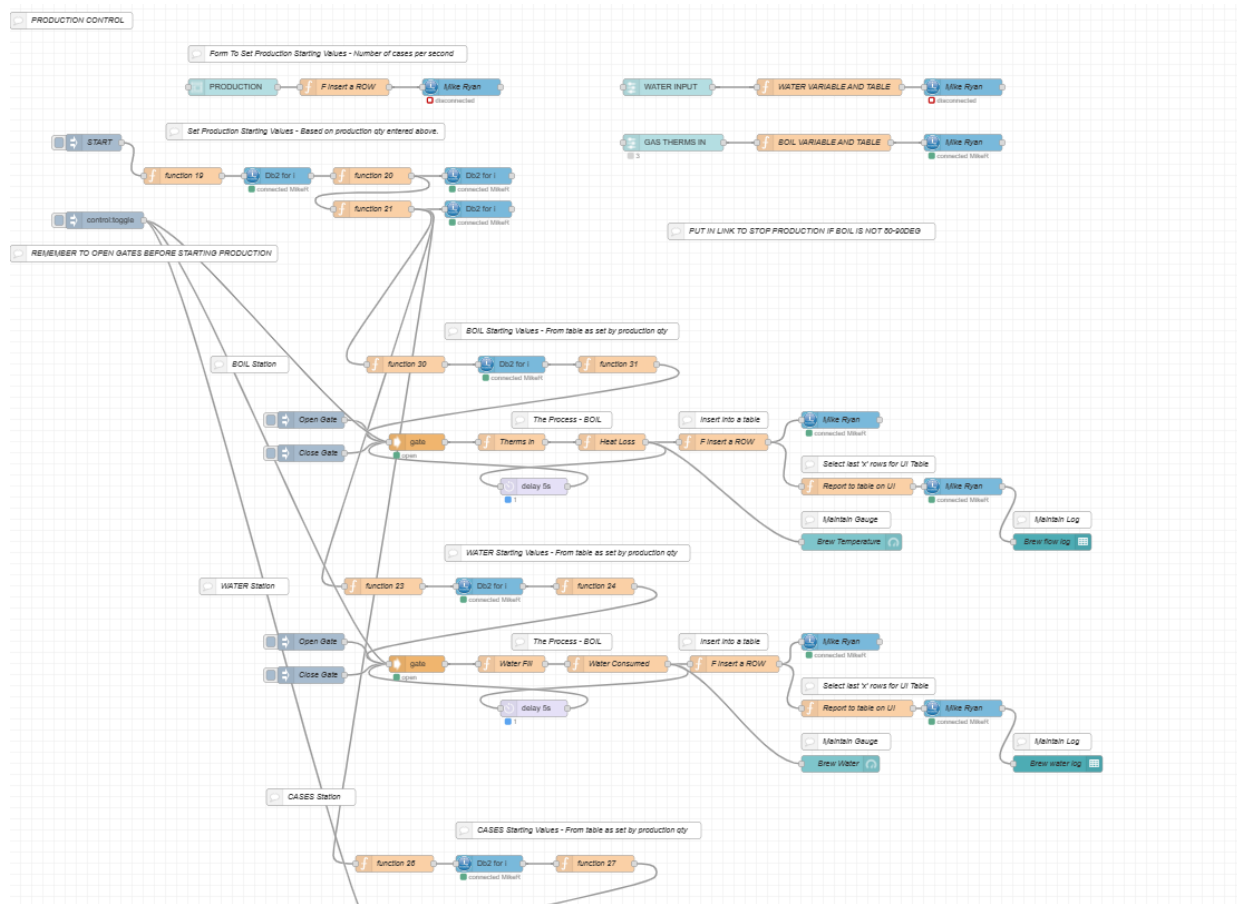 PRODUCTION CONTROL
Form To Set Production Starting Values - Number of cases per second
PRODUCTION
F Insert a ROW
Mike Ryan
disconnected
WATER INPUT
WATER VARIABLE AND TABLE
Mike Ryan
disconnected
Set Production Starting Values - Based on production qty entered above.
START
GAS THERMS IN
3
BOIL VARIABLE AND TABLE
Mike Ryan
connected MikeR
function 19
Db2 for i
connected MikeR
function 20
Db2 for i
connected MikeR
function 21
Db2 for i
connected MikeR
control:toggle
PUT IN LINK TO STOP PRODUCTION IF BOIL IS NOT 60-90DEG
REMEMBER TO OPEN GATES BEFORE STARTING PRODUCTION
BOIL Starting Values - From table as set by production qty
BOIL Station
function 30
Db2 for i
connected MikeR
function 31
Open Gate
The Process - BOIL
Insert into a table
Mike Ryan
connected MikeR
Close Gate
gate
open
Therms In
Heat Loss
F Insert a ROW
Select last 'x' rows for UI Table
delay 5s
1
Report to table on UI
Mike Ryan
connected MikeR
Maintain Gauge
Maintain Log
Brew Temperature
Brew flow log
WATER Starting Values - From table as set by production qty
WATER Station
function 23
Db2 for i
connected MikeR
function 24
Open Gate
The Process - BOIL
Insert into a table
Mike Ryan
connected MikeR
Close Gate
gate
open
Water Fill
Water Consumed
F Insert a ROW
Select last 'x' rows for UI Table
delay 5s
1
Report to table on UI
Mike Ryan
connected MikeR
Maintain Gauge
Maintain Log
Brew Water
Brew water log
CASES Station
CASES Starting Values - From table as set by production qty
function 26
Db2 for i
connected MikeR
function 27